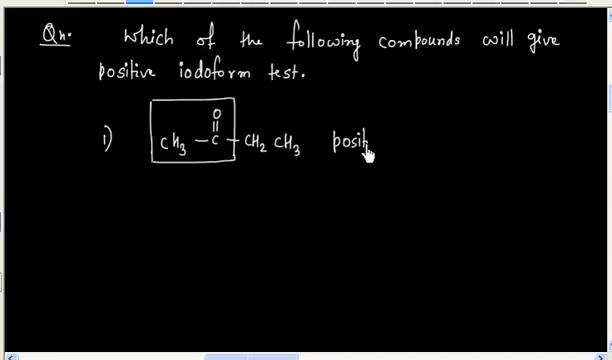 Qn. Which of the following compounds will give
positive iodoform test.
O
1) CH3 — C — CH2 CH3 posit